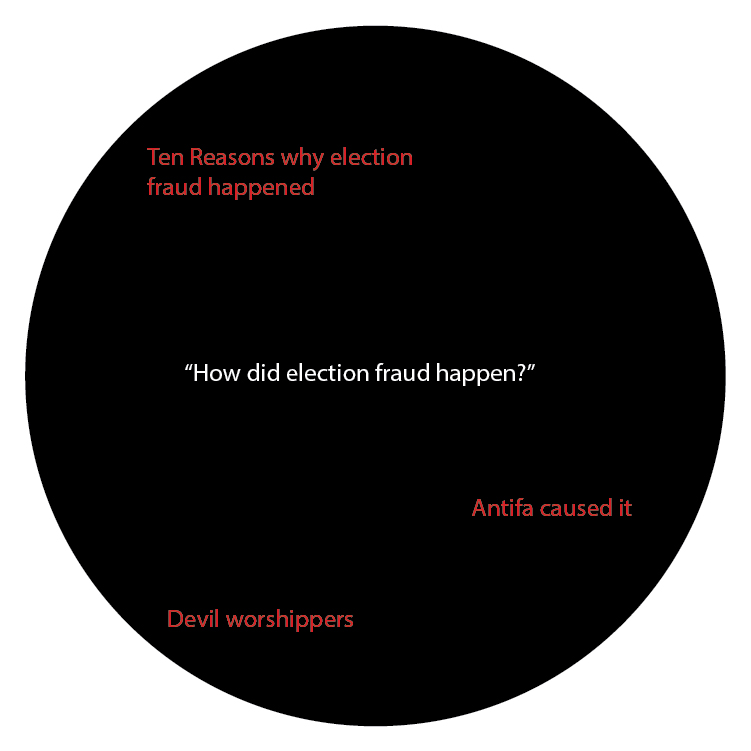 Ten Reasons why election
fraud happened
“How did election fraud happen?”
Antifa caused it
Devil worshippers